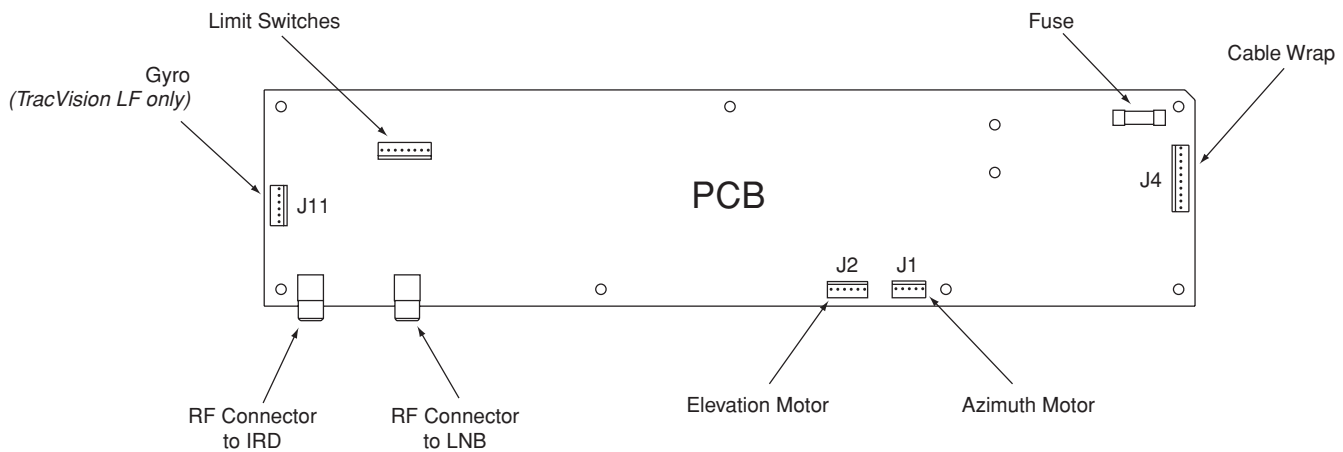 Limit Switches
Fuse
Cable Wrap
Gyro
(TracVision LF only)
J4
PCB
J11
J2
J1
Elevation Motor
Azimuth Motor
RF Connector
to IRD
RF Connector
to LNB